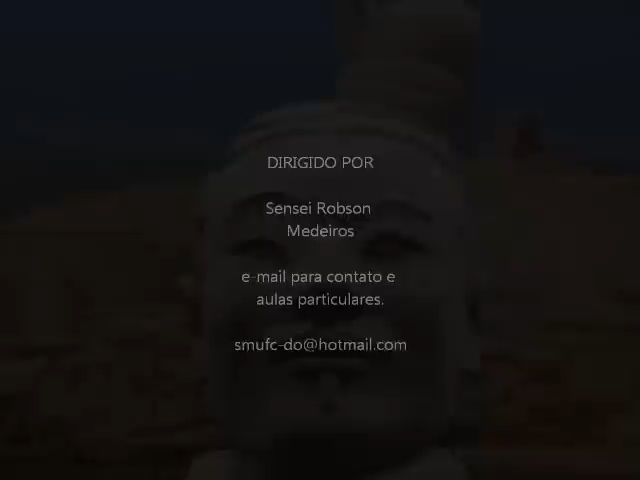 DIRIGIDO POR
Sensei Robson
Medeiros
e-mail para contato e
aulas particulares.
smufc-do@hotmail.com